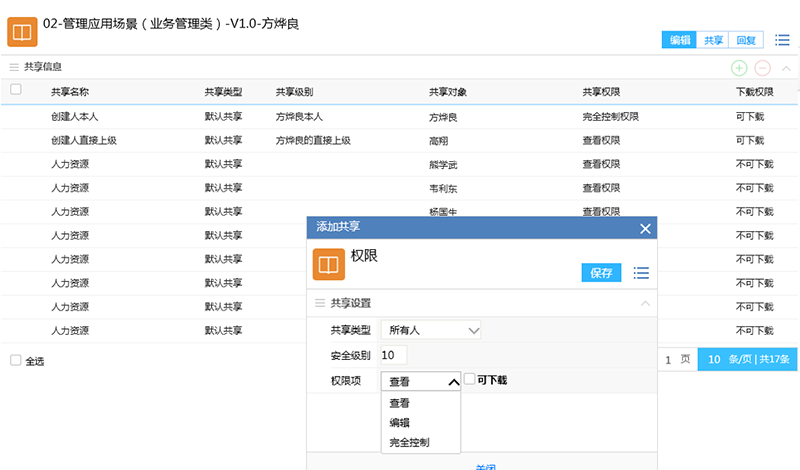 02-管理应用场景（业务管理类）-V1.0-方烨良
编辑 共享 回复
共享信息
共享名称 共享类型 共享级别 共享对象 共享权限 下载权限
创建人本人 默认共享 方烨良本人 方烨良 完全控制权限 可下载
创建人直接上级 默认共享 方烨良的直接上级 高翔 查看权限 可下载
人力资源 默认共享 熊学武 查看权限 不可下载
人力资源 默认共享 韦利东 查看权限 不可下载
人力资源 默认共享 杨国生 查看权限 不可下载
人力资源 默认共享 不可下载
人力资源 默认共享 不可下载
人力资源 默认共享 不可下载
人力资源 默认共享 不可下载
人力资源 默认共享 不可下载
全选
1 页 10 条/页 | 共17条
添加共享
权限
保存
共享设置
共享类型 所有人
安全级别 10
权限项 查看 可下载
查看
编辑
完全控制
关闭